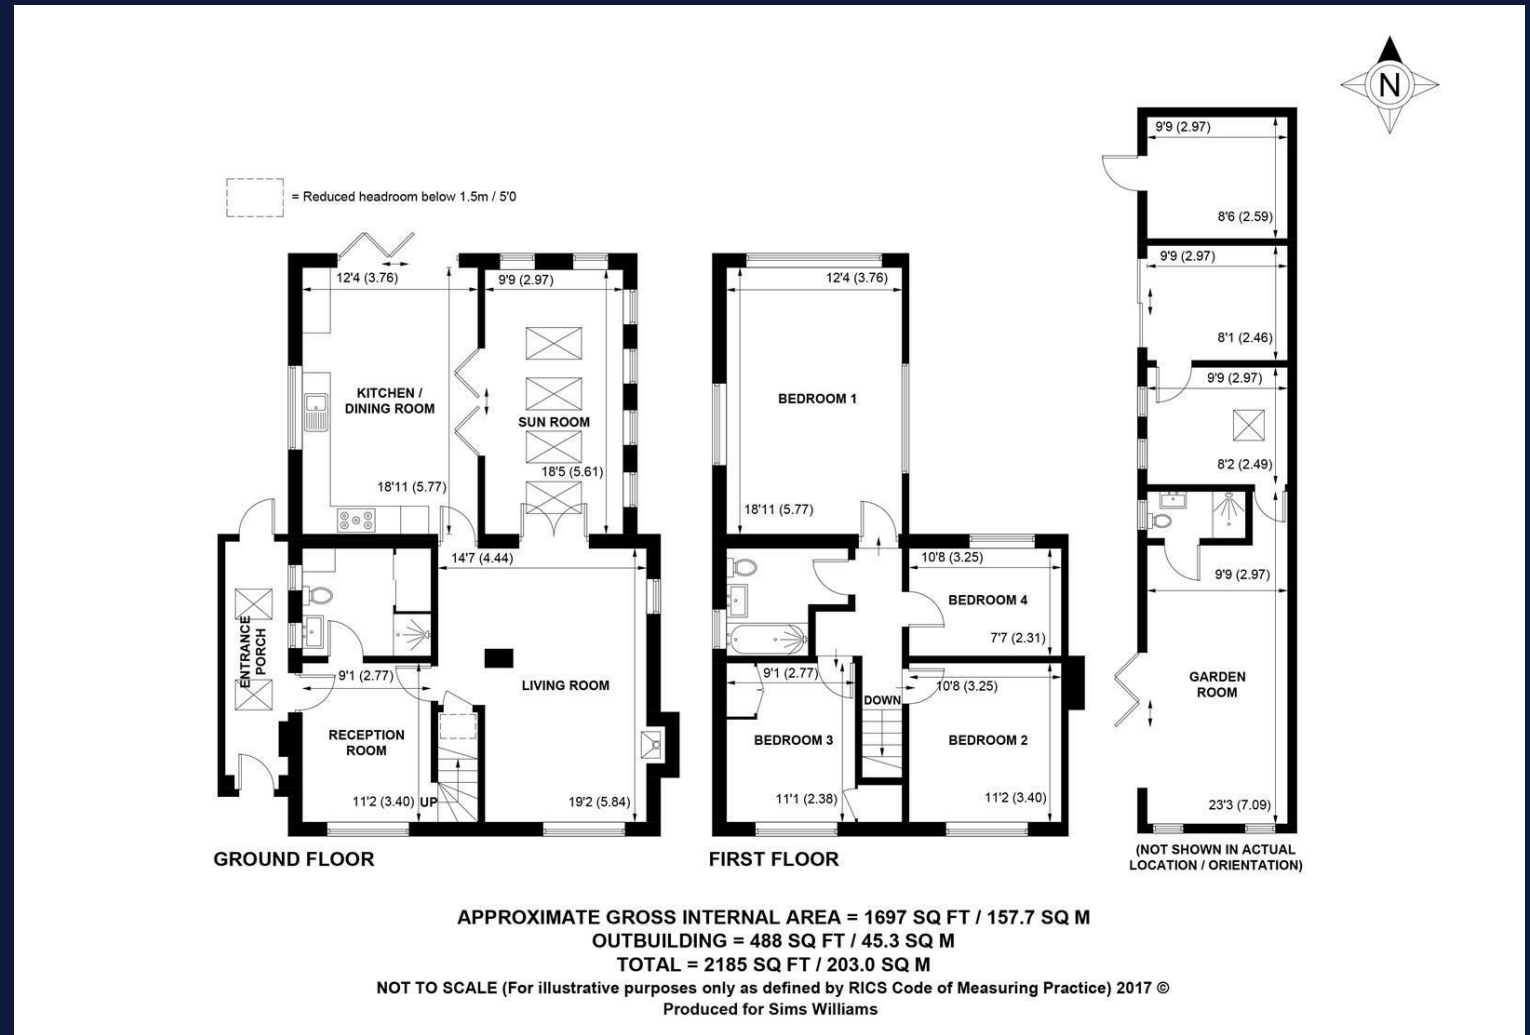 N
= Reduced headroom below 1.5m / 5'0
12'4 (3.76)
9'9 (2.97)
KITCHEN /
DINING ROOM
SUN ROOM
18'5 (5.61)
18'11 (5.77)
14'7 (4.44)
ENTRANCE
PORCH
9'1 (2.77)
LIVING ROOM
RECEPTION
ROOM
11'2 (3.40)
UP
19'2 (5.84)
GROUND FLOOR
12'4 (3.76)
BEDROOM 1
18'11 (5.77)
10'8 (3.25)
BEDROOM 4
7'7 (2.31)
9'1 (2.77)
DOWN
10'8 (3.25)
BEDROOM 3
BEDROOM 2
11'1 (2.38)
11'2 (3.40)
FIRST FLOOR
9'9 (2.97)
8'6 (2.59)
9'9 (2.97)
8'1 (2.46)
9'9 (2.97)
8'2 (2.49)
9'9 (2.97)
GARDEN
ROOM
23'3 (7.09)
(NOT SHOWN IN ACTUAL
LOCATION / ORIENTATION)
APPROXIMATE GROSS INTERNAL AREA = 1697 SQ FT / 157.7 SQ M
OUTBUILDING = 488 SQ FT / 45.3 SQ M
TOTAL = 2185 SQ FT / 203.0 SQ M
NOT TO SCALE (For illustrative purposes only as defined by RICS Code of Measuring Practice) 2017 ©
Produced for Sims Williams